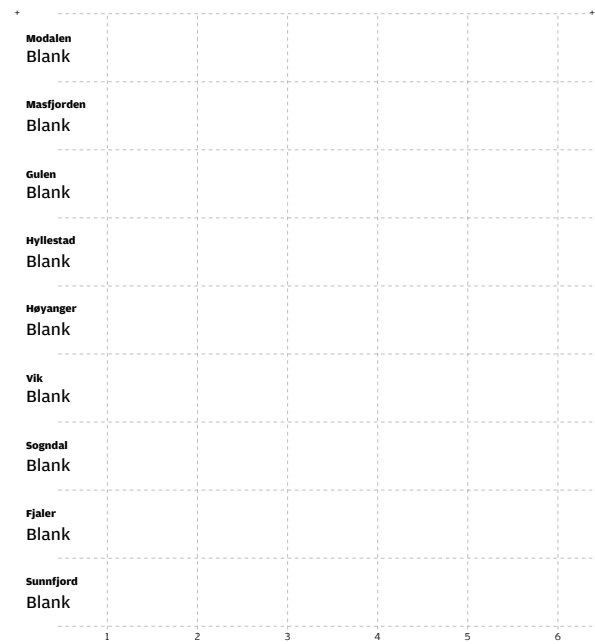 Modalen
Blank
Masfjorden
Blank
Gulen
Blank
Hyllestad
Blank
Høyanger
Blank
Vik
Blank
Sogndal
Blank
Fjaler
Blank
Sunnfjord
Blank
1 2 3 4 5 6